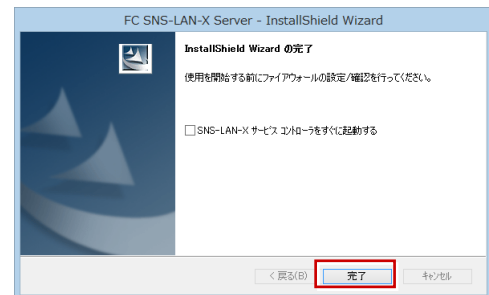 FC SNS-LAN-X Server - InstallShield Wizard
InstallShield Wizard の完了
使用を開始する前にファイアウォールの設定/確認を行ってください。
SNS-LAN-X サービス コントローラをすぐに起動する
< 戻る(B)
完了
キャンセル